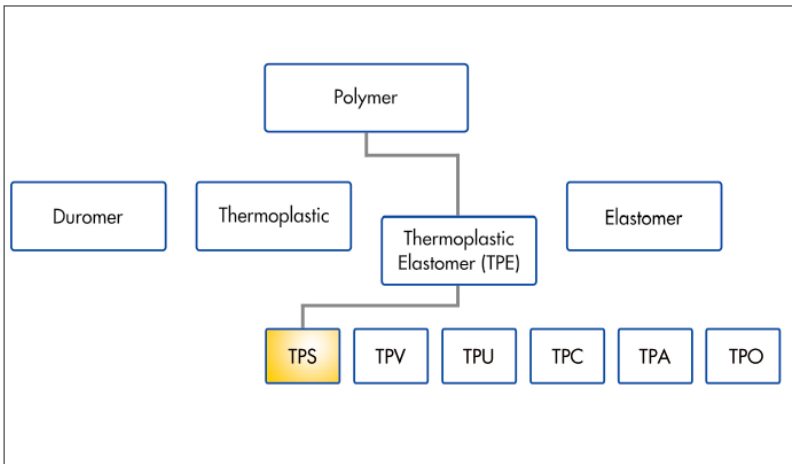 Polymer
Duromer
Thermoplastic
Thermoplastic
Elastomer (TPE)
Elastomer
TPS
TPV
TPU
TPC
TPA
TPO